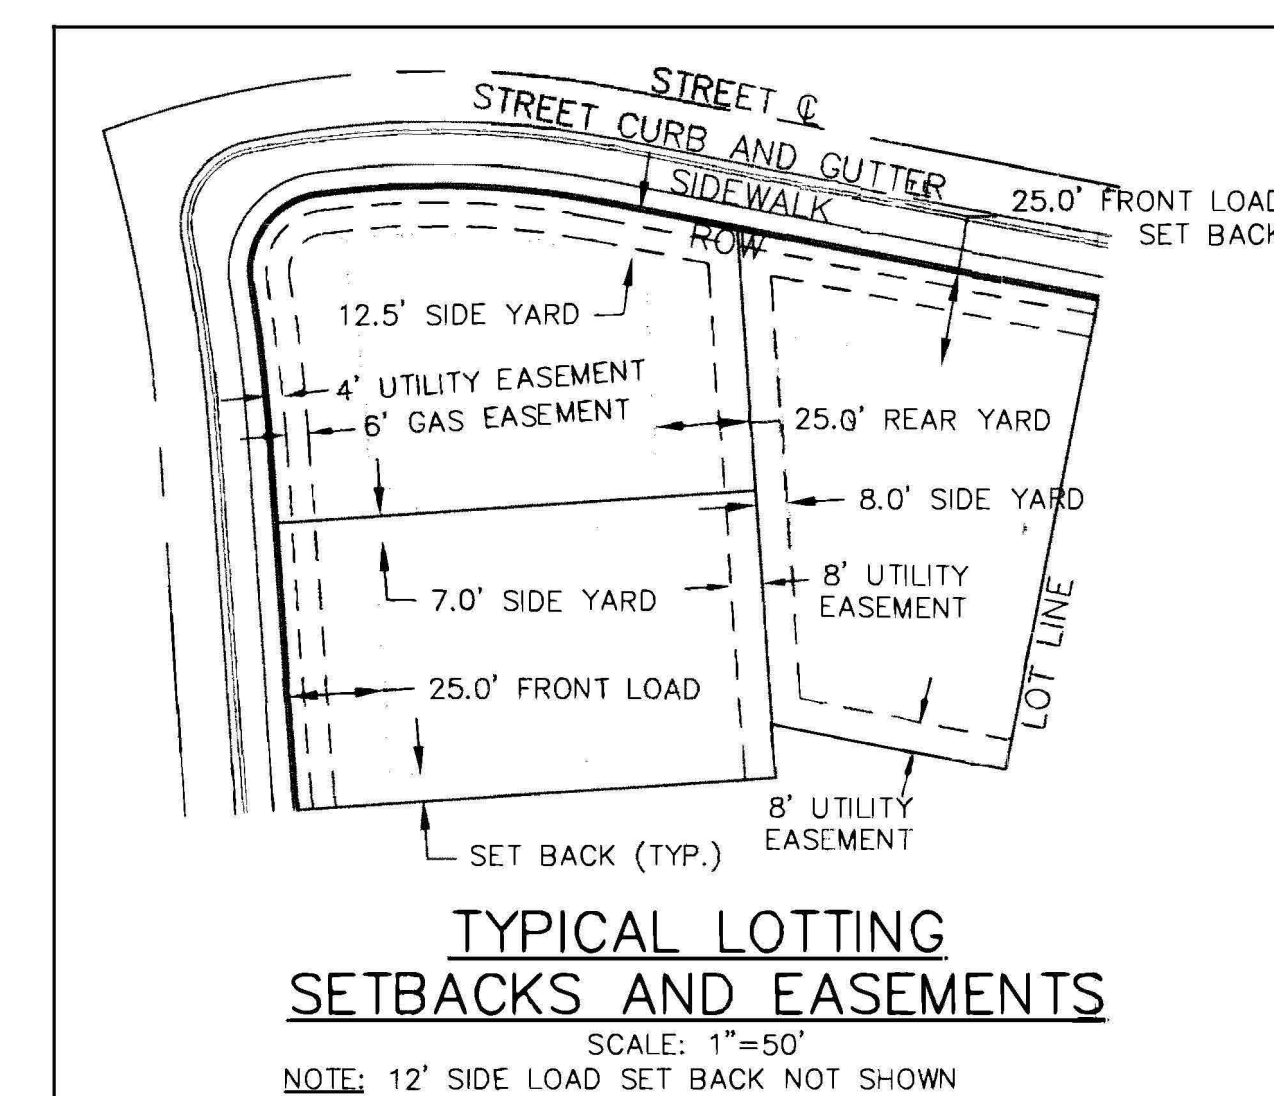 STREET ℄
STREET CURB AND GUTTER
SIDEWALK
ROW
25.0' FRONT LOAD
SET BACK
12.5' SIDE YARD
4' UTILITY EASEMENT
6' GAS EASEMENT
25.0' REAR YARD
8.0' SIDE YARD
8' UTILITY
EASEMENT
7.0' SIDE YARD
LOT LINE
25.0' FRONT LOAD
8' UTILITY
EASEMENT
SET BACK (TYP.)
TYPICAL LOTTING
SETBACKS AND EASEMENTS
SCALE: 1"=50'
NOTE: 12' SIDE LOAD SET BACK NOT SHOWN